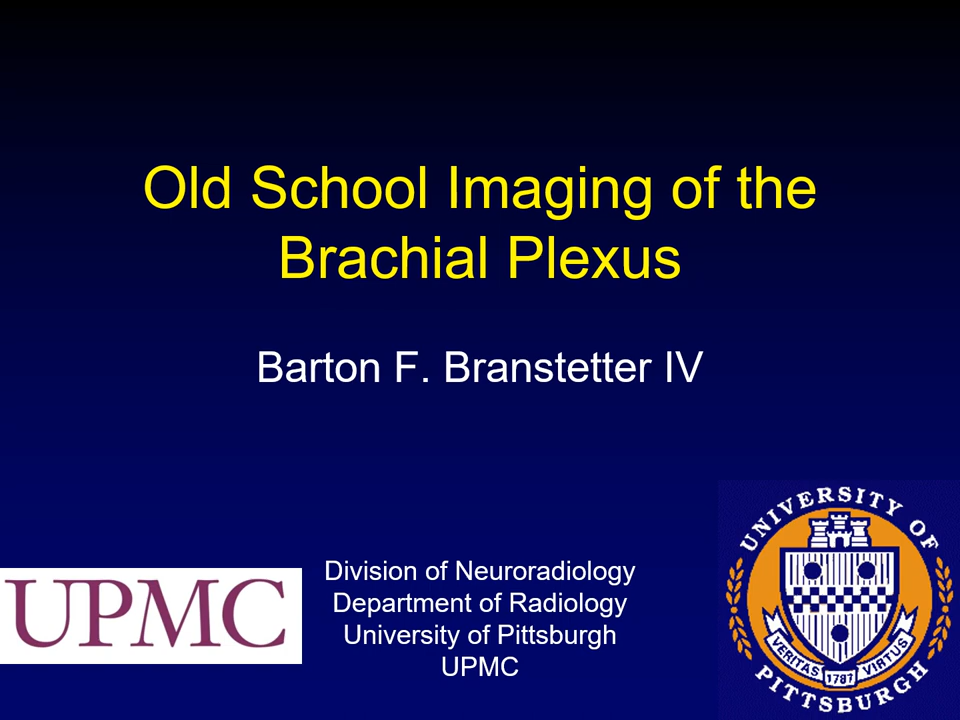 Old School Imaging of the
Brachial Plexus
Barton F. Branstetter IV
Division of Neuroradiology
Department of Radiology
University of Pittsburgh
UPMC
UPMC
UNIVERSITY OF
PITTSBURGH
VERITAS 1787 VIRTUS